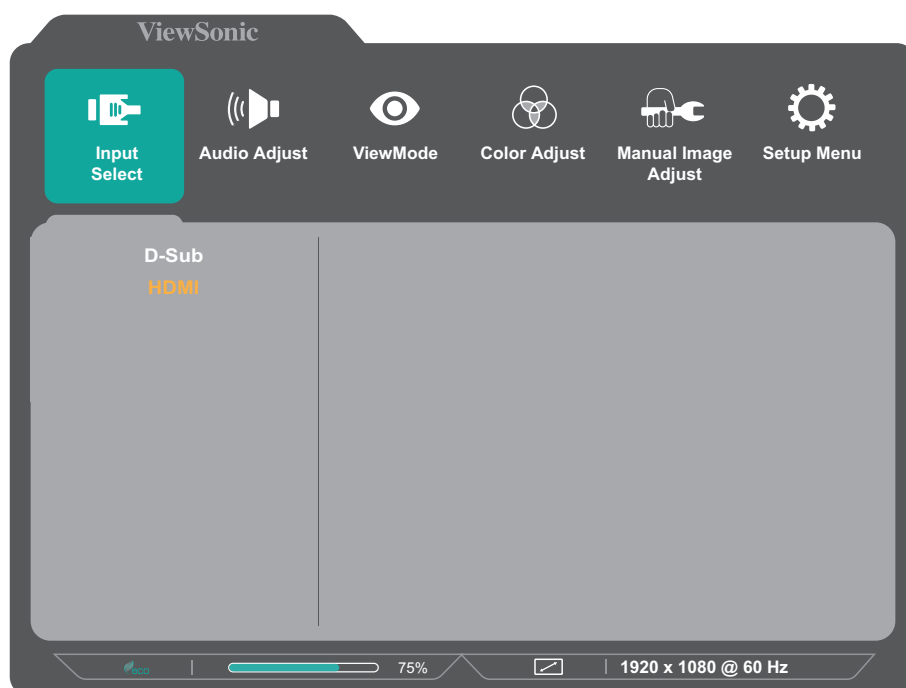 ViewSonic
Input
Select
Audio Adjust
ViewMode
Color Adjust
Manual Image
Adjust
Setup Menu
D-Sub
HDMI
eco
75%
1920 x 1080 @ 60 Hz